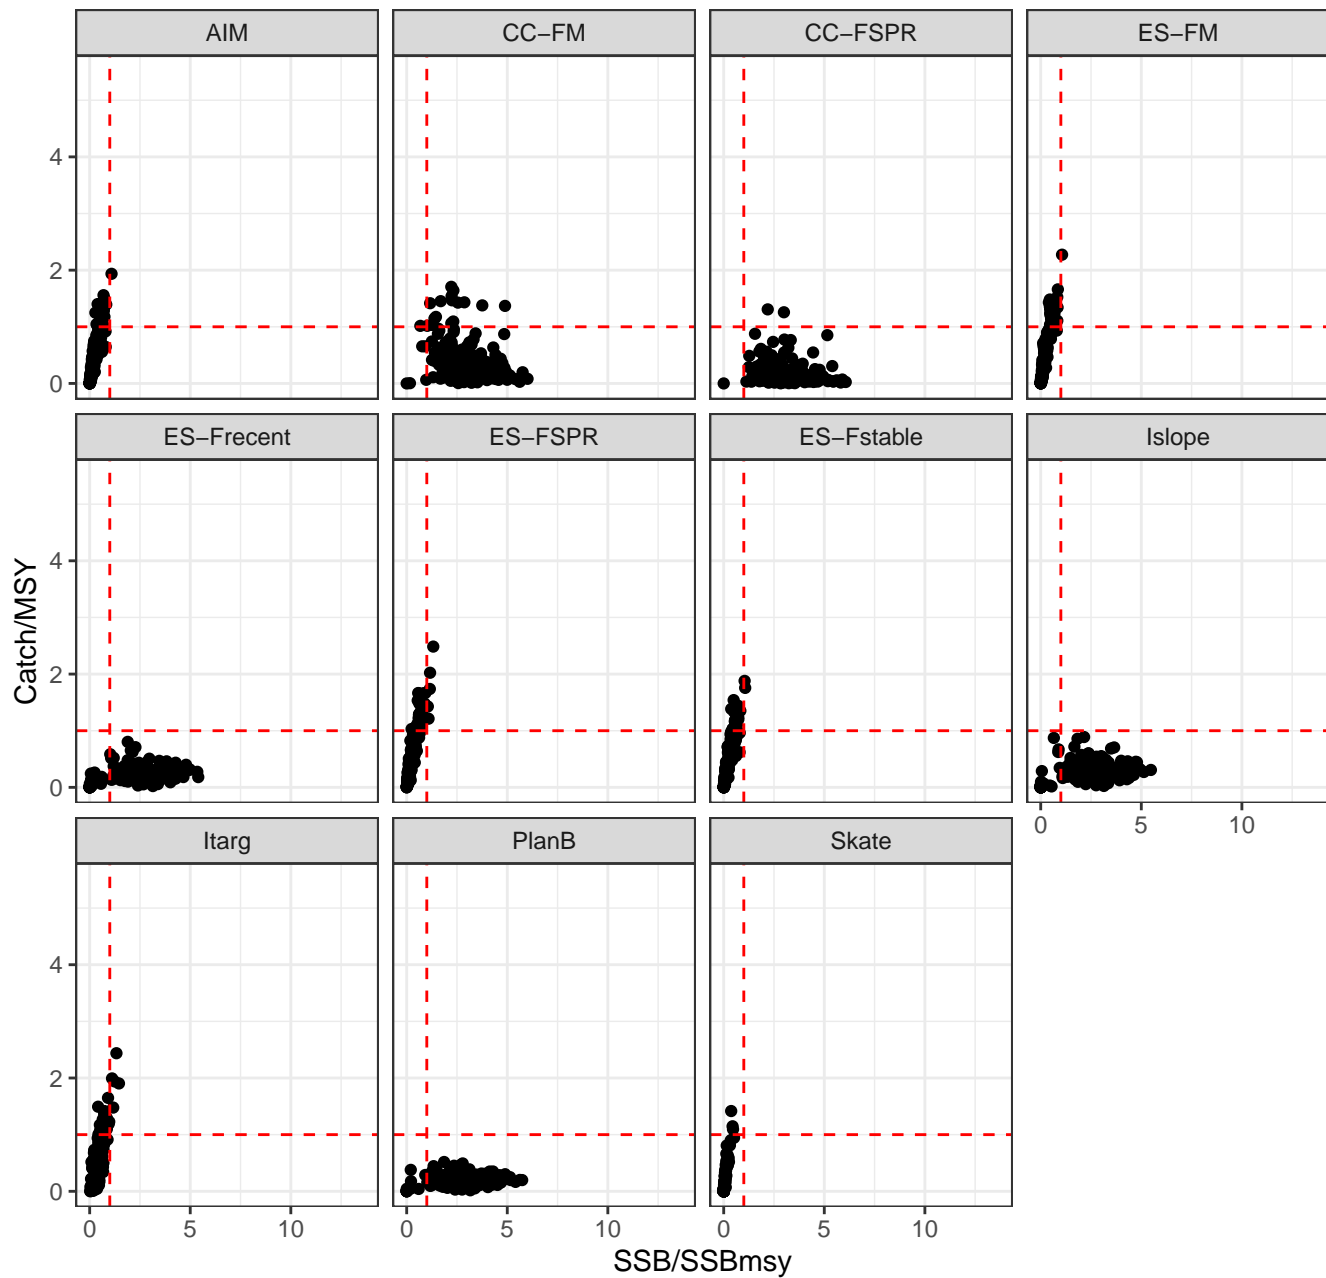 AIM CC−FM CC−FSPR ES−FM
4
2
0
ES−Frecent ES−FSPR ES−Fstable Islope
4
2
0
0 5 10
Itarg PlanB Skate
4
2
0
0 5 10 0 5 10 0 5 10
Catch/MSY
SSB/SSBmsy